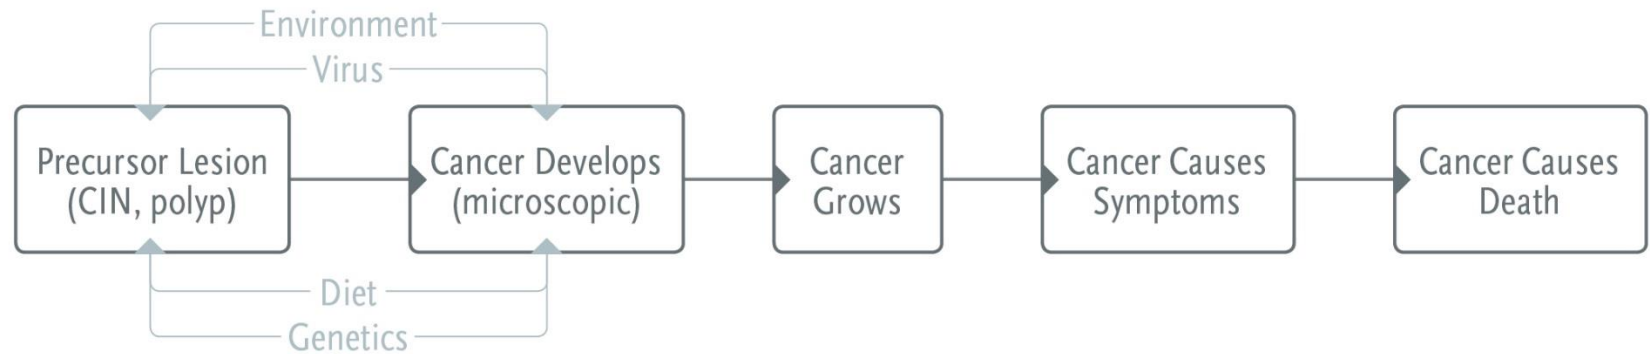 Environment
Virus
Precursor Lesion
(CIN, polyp)
Cancer Develops
(microscopic)
Cancer
Grows
Cancer Causes
Symptoms
Cancer Causes
Death
Diet
Genetics